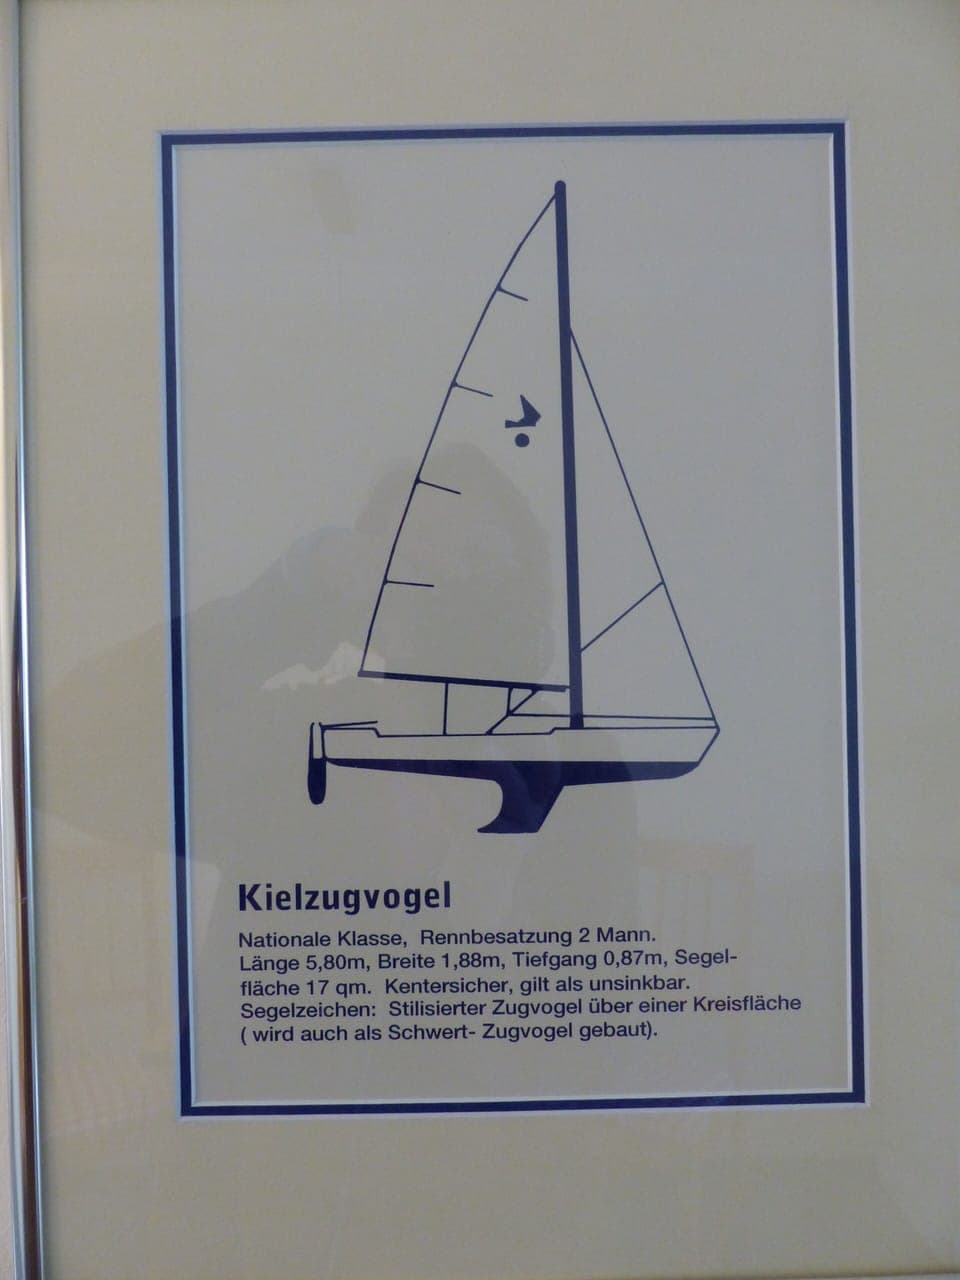 Kielzugvogel
Nationale Klasse, Rennbesatzung 2 Mann.
Länge 5,80m, Breite 1,88m, Tiefgang 0,87m, Segel-
fläche 17 qm. Kentersicher, gilt als unsinkbar.
Segelzeichen: Stilisierter Zugvogel über einer Kreisfläche
( wird auch als Schwert- Zugvogel gebaut).